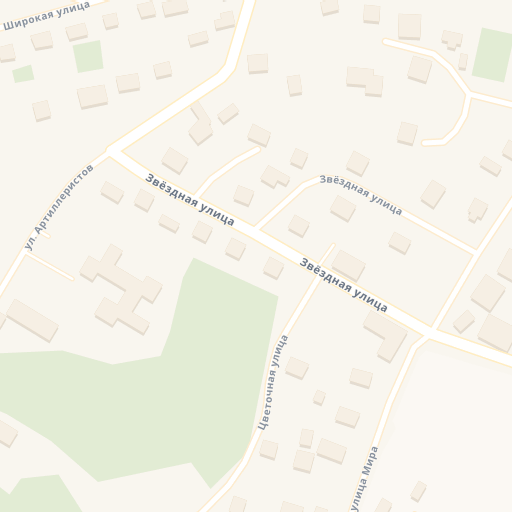 Широкая улица
ул. Артиллеристов
Звёздная улица
Звёздная улица
Звёздная улица
Цветочная улица
улица Мира